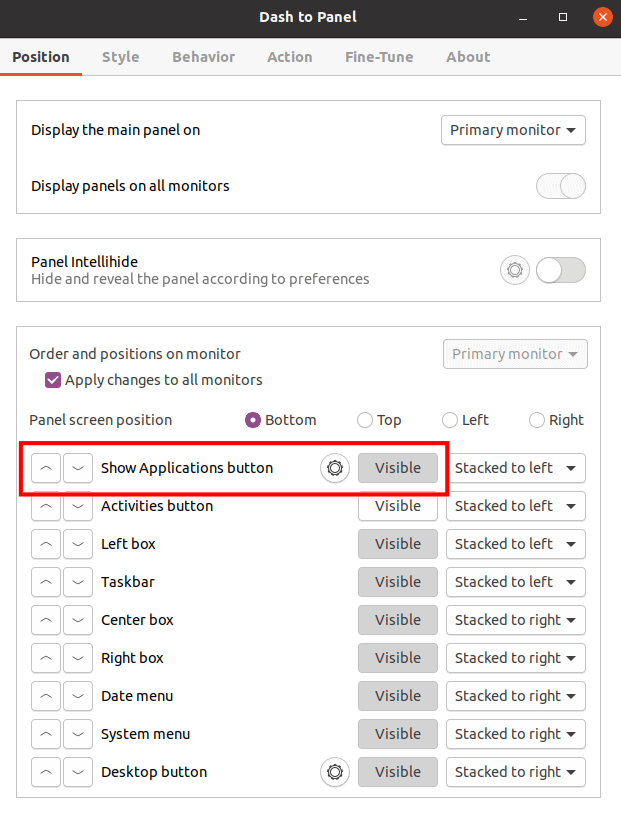 Dash to Panel
Position Style Behavior Action Fine-Tune About
Display the main panel on Primary monitor
Display panels on all monitors
Panel Intellihide
Hide and reveal the panel according to preferences
Order and positions on monitor Primary monitor
Apply changes to all monitors
Panel screen position Bottom Top Left Right
Show Applications button Visible Stacked to left
Activities button Visible Stacked to left
Left box Visible Stacked to left
Taskbar Visible Stacked to left
Center box Visible Stacked to right
Right box Visible Stacked to right
Date menu Visible Stacked to right
System menu Visible Stacked to right
Desktop button Visible Stacked to right